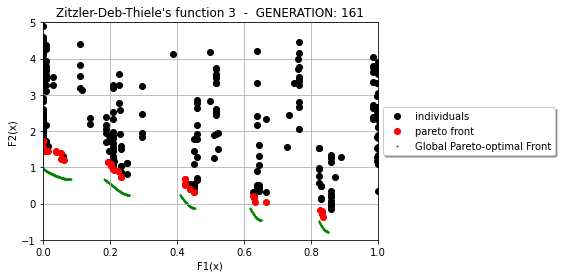 Zitzler-Deb-Thiele's function 3 - GENERATION: 161
5
4
3
2
1
0
−1
F2(x)
0.0 0.2 0.4 0.6 0.8 1.0
F1(x)
individuals
pareto front
Global Pareto-optimal Front